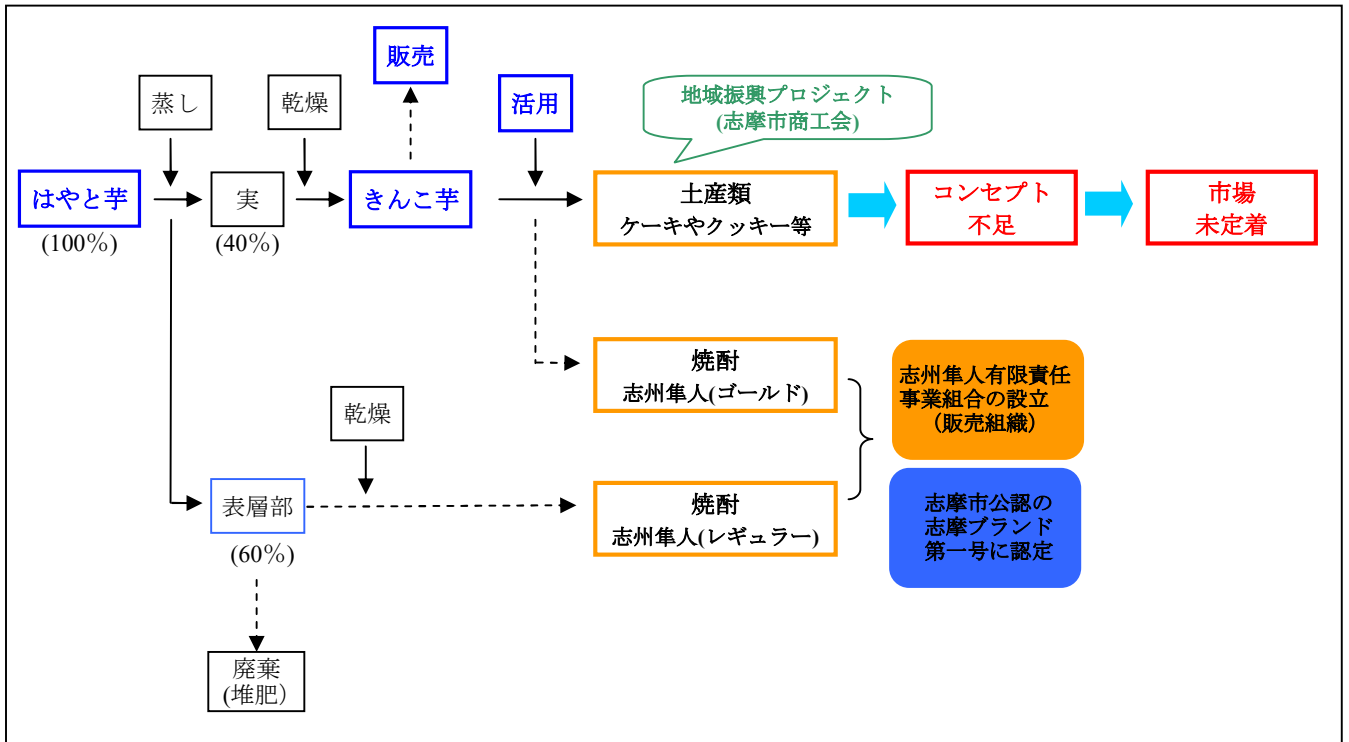 販売
蒸し
乾燥
活用
地域振興プロジェクト
(志摩市商工会)
はやと芋
(100%)
実
(40%)
きんこ芋
土産類
ケーキやクッキー等
コンセプト
不足
市場
未定着
焼酎
志州隼人(ゴールド)
志州隼人有限責任
事業組合の設立
(販売組織)
乾燥
表層部
(60%)
焼酎
志州隼人(レギュラー)
志摩市公認の
志摩ブランド
第一号に認定
廃棄
(堆肥)